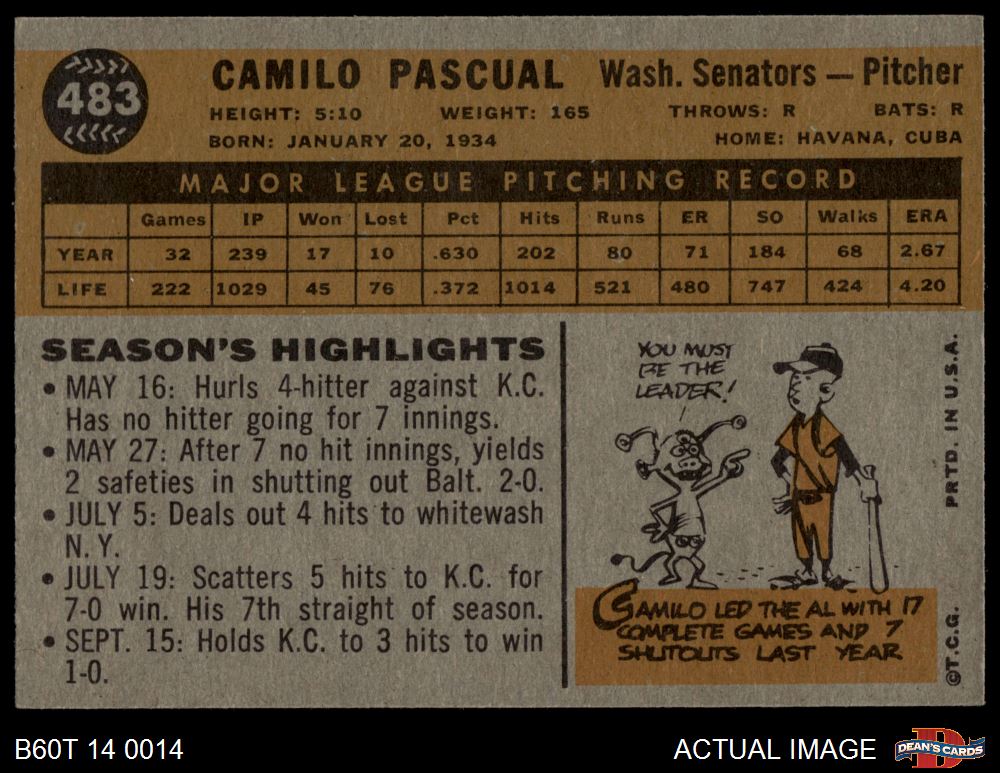 483
CAMILO PASCUAL Wash. Senators — Pitcher
HEIGHT: 5:10 WEIGHT: 165 THROWS: R BATS: R
BORN: JANUARY 20, 1934 HOME: HAVANA, CUBA
MAJOR LEAGUE PITCHING RECORD
Games IP Won Lost Pct Hits Runs ER SO Walks ERA
YEAR 32 239 17 10 .630 202 80 71 184 68 2.67
LIFE 222 1029 45 76 .372 1014 521 480 747 424 4.20
SEASON'S HIGHLIGHTS
• MAY 16: Hurls 4-hitter against K.C.
Has no hitter going for 7 innings.
• MAY 27: After 7 no hit innings, yields
2 safeties in shutting out Balt. 2-0.
• JULY 5: Deals out 4 hits to whitewash
N. Y.
• JULY 19: Scatters 5 hits to K.C. for
7-0 win. His 7th straight of season.
• SEPT. 15: Holds K.C. to 3 hits to win
1-0.
YOU MUST
BE THE
LEADER!
CAMILO LED THE AL WITH 17
COMPLETE GAMES AND 7
SHUTOUTS LAST YEAR
©T.C.G. PRTD. IN U.S.A.
B60T 14 0014
ACTUAL IMAGE
D
DEAN'S CARDS